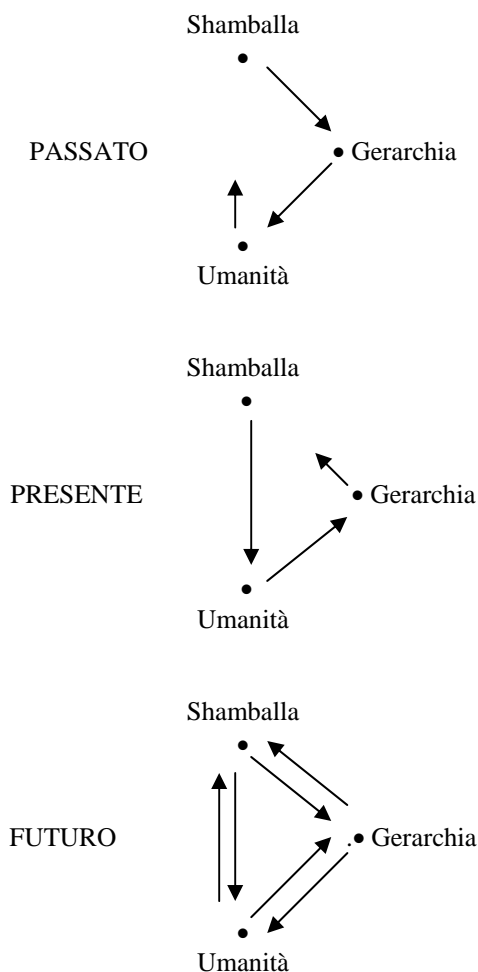 Shamballa
PASSATO
Gerarchia
Umanità
Shamballa
PRESENTE
Gerarchia
Umanità
Shamballa
FUTURO
Gerarchia
Umanità